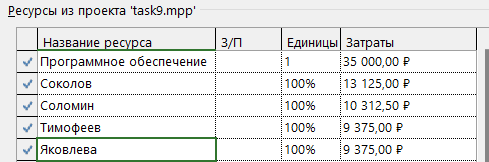 Ресурсы из проекта 'task9.mpp'
Название ресурса З/П Единицы Затраты
Программное обеспечение 1 35 000,00 ₽
Соколов 100% 13 125,00 ₽
Соломин 100% 10 312,50 ₽
Тимофеев 100% 9 375,00 ₽
Яковлева 100% 9 375,00 ₽